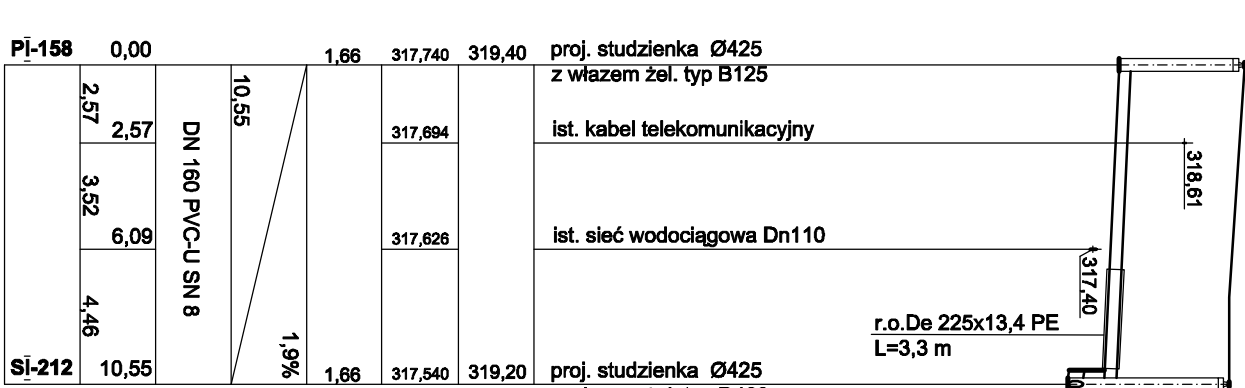 PĪ-158 0,00 1,66 317,740 319,40 proj. studzienka Ø425
z włazem żel. typ B125
2,57 2,57 317,694 ist. kabel telekomunikacyjny
318,61
10,55
DN 160 PVC-U SN 8
3,52 6,09 317,626 ist. sieć wodociągowa Dn110
317,40
4,46
1,9%
r.o.De 225x13,4 PE
L=3,3 m
SĪ-212 10,55 1,66 317,540 319,20 proj. studzienka Ø425